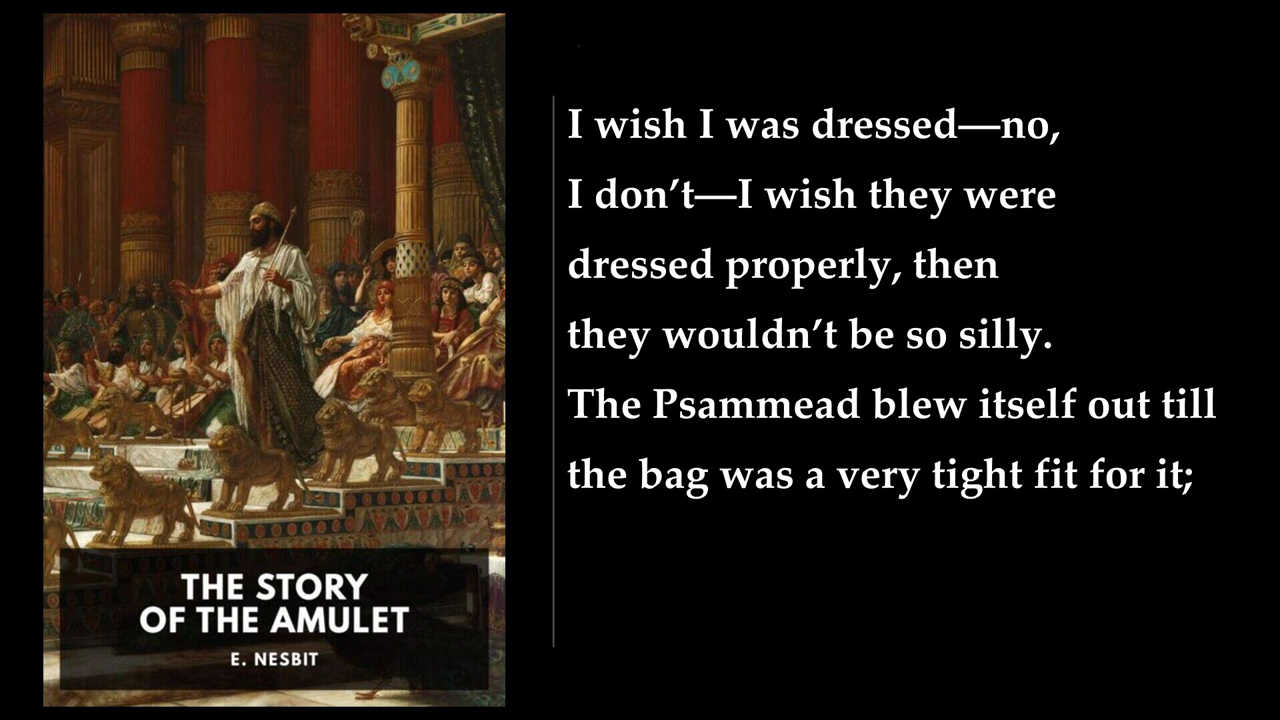 THE STORY
OF THE AMULET
E. NESBIT
I wish I was dressed—no,
I don’t—I wish they were
dressed properly, then
they wouldn’t be so silly.
The Psammead blew itself out till
the bag was a very tight fit for it;